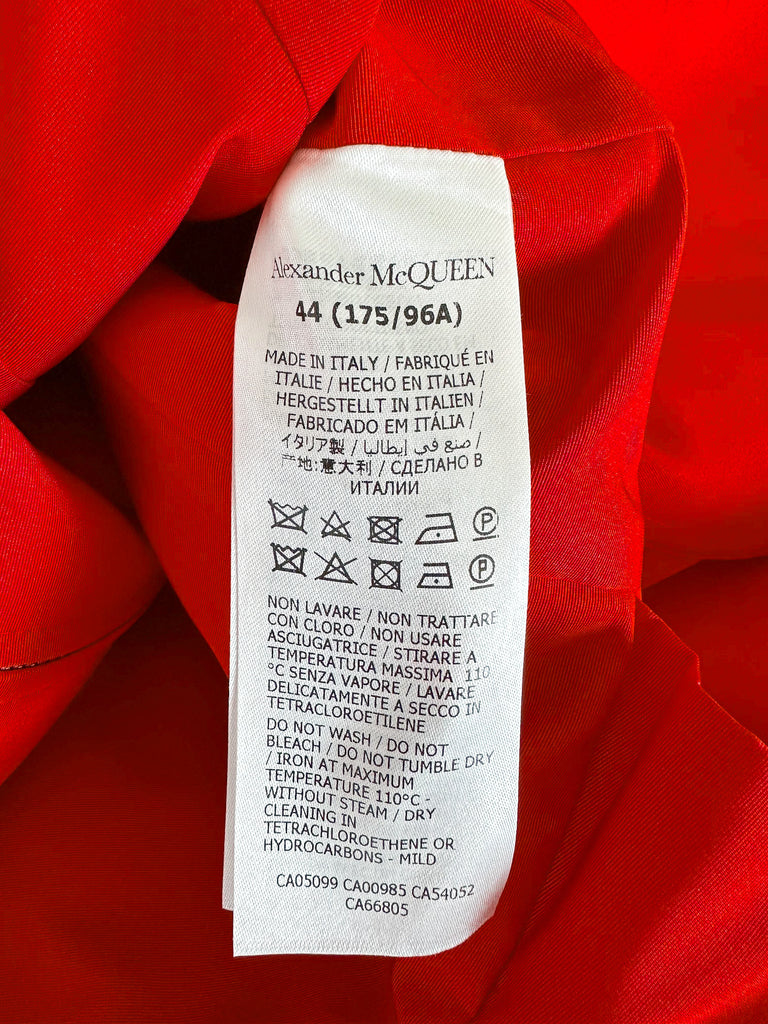 Alexander McQUEEN
44 (175/96A)
MADE IN ITALY / FABRIQUÉ EN
ITALIE / HECHO EN ITALIA /
HERGESTELLT IN ITALIEN /
FABRICADO EM ITÁLIA /
イタリア製 / صنع في إيطاليا /
产地:意大利 / СДЕЛАНО В
ИТАЛИИ
P
P
NON LAVARE / NON TRATTARE
CON CLORO / NON USARE
ASCIUGATRICE / STIRARE A
TEMPERATURA MASSIMA 110
°C SENZA VAPORE / LAVARE
DELICATAMENTE A SECCO IN
TETRACLOROETILENE
DO NOT WASH / DO NOT
BLEACH / DO NOT TUMBLE DRY
/ IRON AT MAXIMUM
TEMPERATURE 110°C -
WITHOUT STEAM / DRY
CLEANING IN
TETRACHLOROETHENE OR
HYDROCARBONS - MILD
CA05099 CA00985 CA54052
CA66805